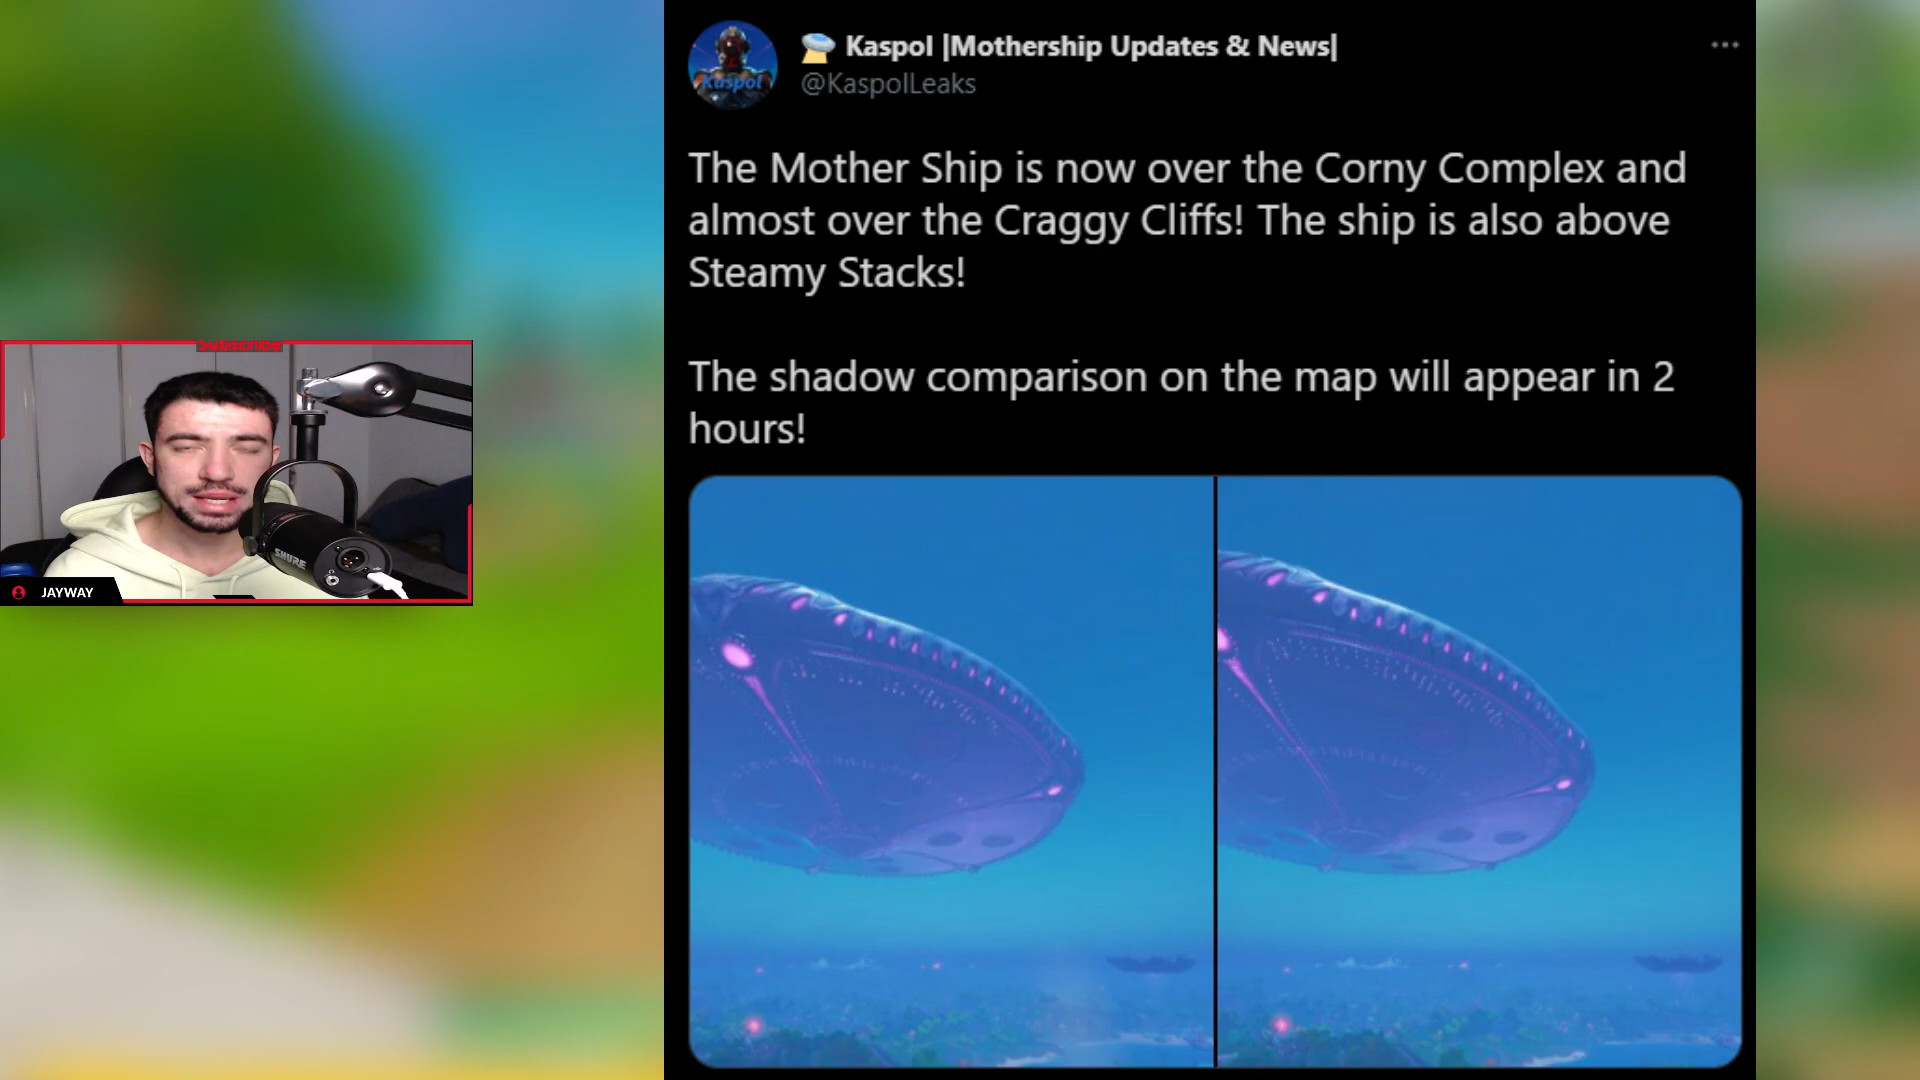 Kaspol |Mothership Updates & News|
@KaspolLeaks
Kaspol
The Mother Ship is now over the Corny Complex and
almost over the Craggy Cliffs! The ship is also above
Steamy Stacks!
The shadow comparison on the map will appear in 2
hours!
Subscribe
SHURE
JAYWAY